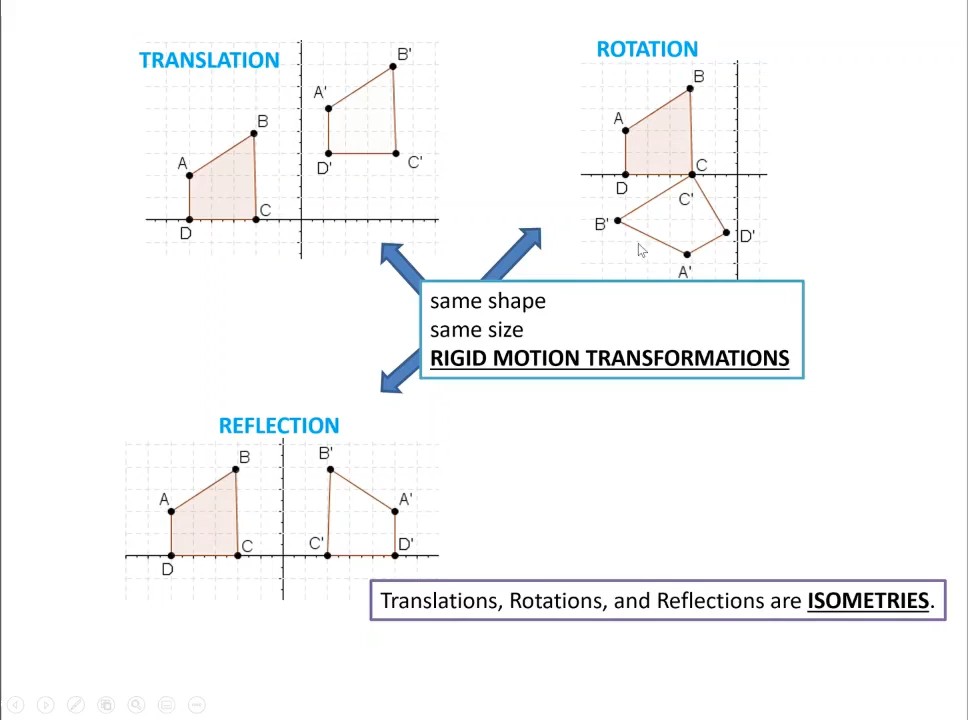 TRANSLATION
B'
A'
D'
C'
B
A
C
D
ROTATION
B
A
C
D
C'
B'
D'
A'
same shape
same size
RIGID MOTION TRANSFORMATIONS
REFLECTION
B
B'
A
A'
C
C'
D'
D
Translations, Rotations, and Reflections are ISOMETRIES.